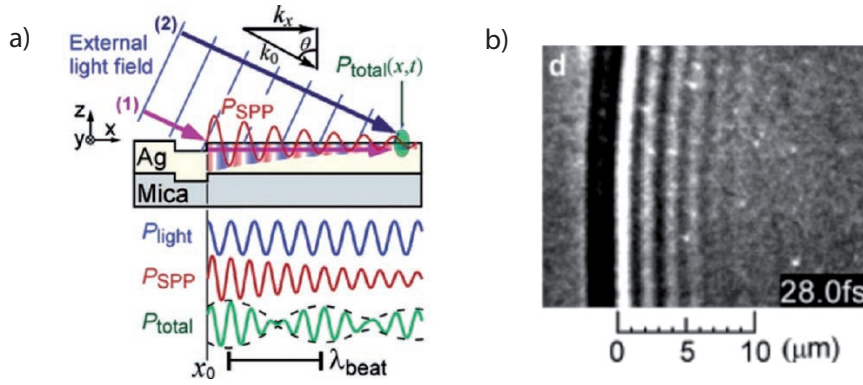 a)
(2)
External
light field
k_x
k_0
θ
P_total(x,t)
(1)
P_SPP
z
y x
Ag
Mica
P_light
P_SPP
P_total
x_0
λ_beat
b)
d
28.0fs
0 5 10 (μm)